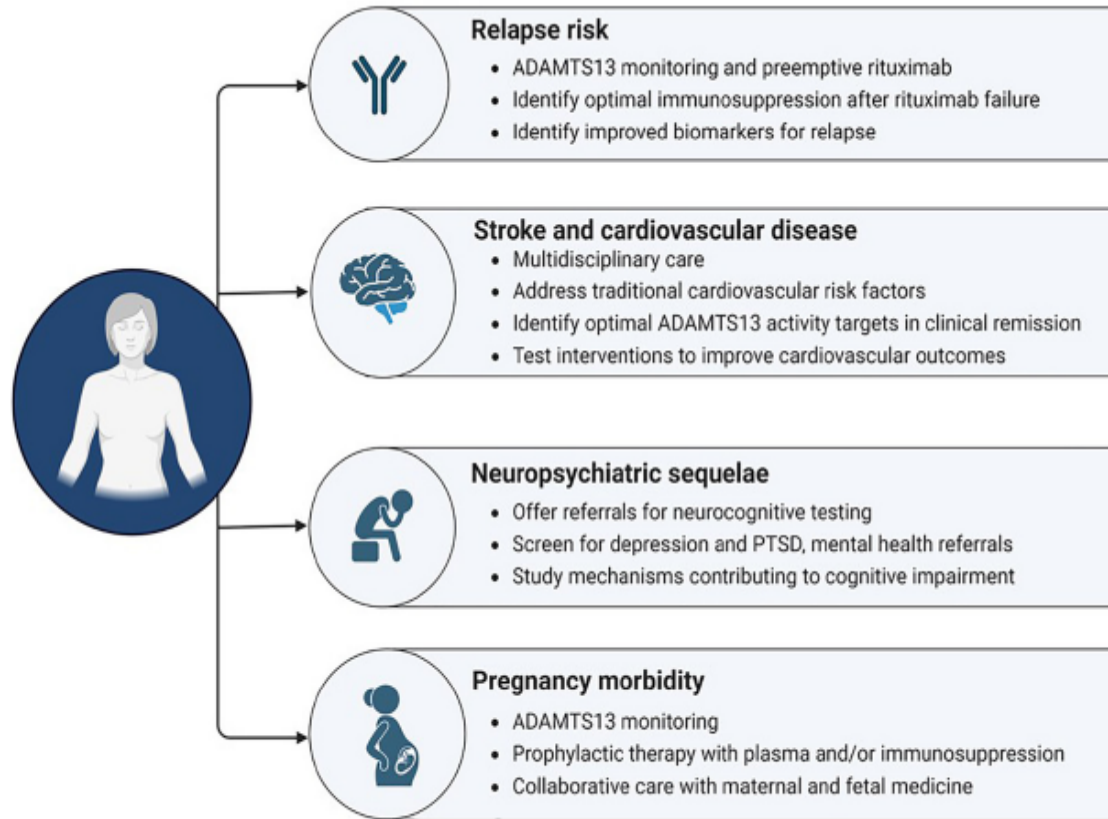 Relapse risk
• ADAMTS13 monitoring and preemptive rituximab
• Identify optimal immunosuppression after rituximab failure
• Identify improved biomarkers for relapse
Stroke and cardiovascular disease
• Multidisciplinary care
• Address traditional cardiovascular risk factors
• Identify optimal ADAMTS13 activity targets in clinical remission
• Test interventions to improve cardiovascular outcomes
Neuropsychiatric sequelae
• Offer referrals for neurocognitive testing
• Screen for depression and PTSD, mental health referrals
• Study mechanisms contributing to cognitive impairment
Pregnancy morbidity
• ADAMTS13 monitoring
• Prophylactic therapy with plasma and/or immunosuppression
• Collaborative care with maternal and fetal medicine